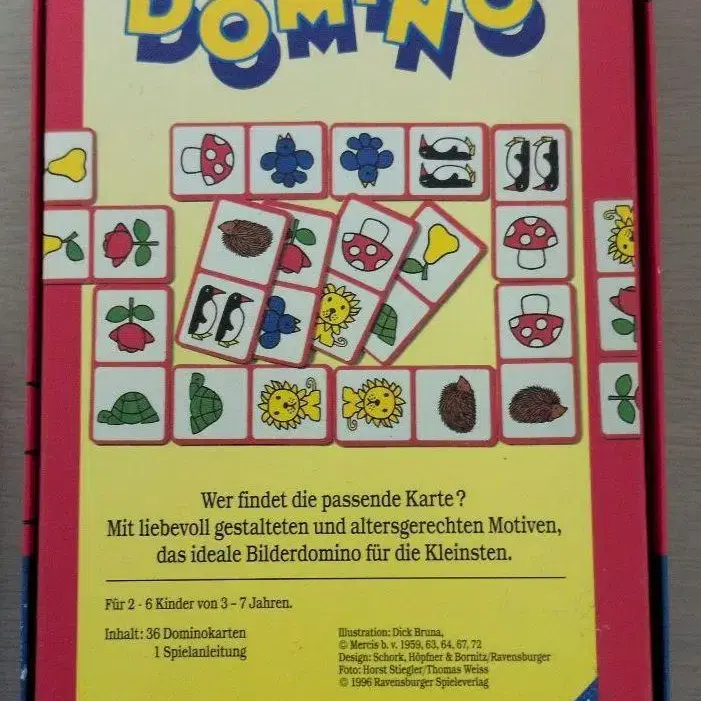 DOMINO
Wer findet die passende Karte?
Mit liebevoll gestalteten und altersgerechten Motiven,
das ideale Bilderdomino für die Kleinsten.
Für 2 - 6 Kinder von 3 – 7 Jahren.
Inhalt: 36 Dominokarten
1 Spielanleitung
Illustration: Dick Bruna,
© Mercis b. v. 1959, 63, 64, 67, 72
Design: Schork, Höpfner & Bornitz/Ravensburger
Foto: Horst Stiegler/Thomas Weiss
© 1996 Ravensburger Spieleverlag